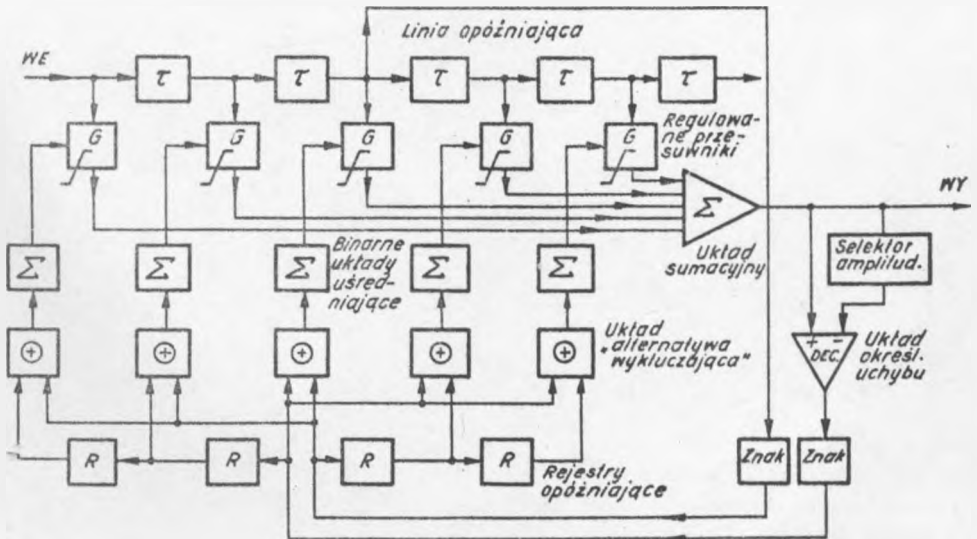 Linia opóźniająca
WE
τ
τ
τ
τ
τ
G
G
G
G
G
Regulowa-
ne prze-
suwniki
WY
Σ
Układ
sumacyjny
Selektor
amplitud.
Σ
Σ
Σ
Σ
Σ
Binarne
układy
uśred-
niające
+ -
DEC.
Układ
określ.
uchybu
+
+
+
+
+
Układ
"alternatywa
wykluczająca"
R
R
R
R
Rejestry
opóźniające
Znak
Znak